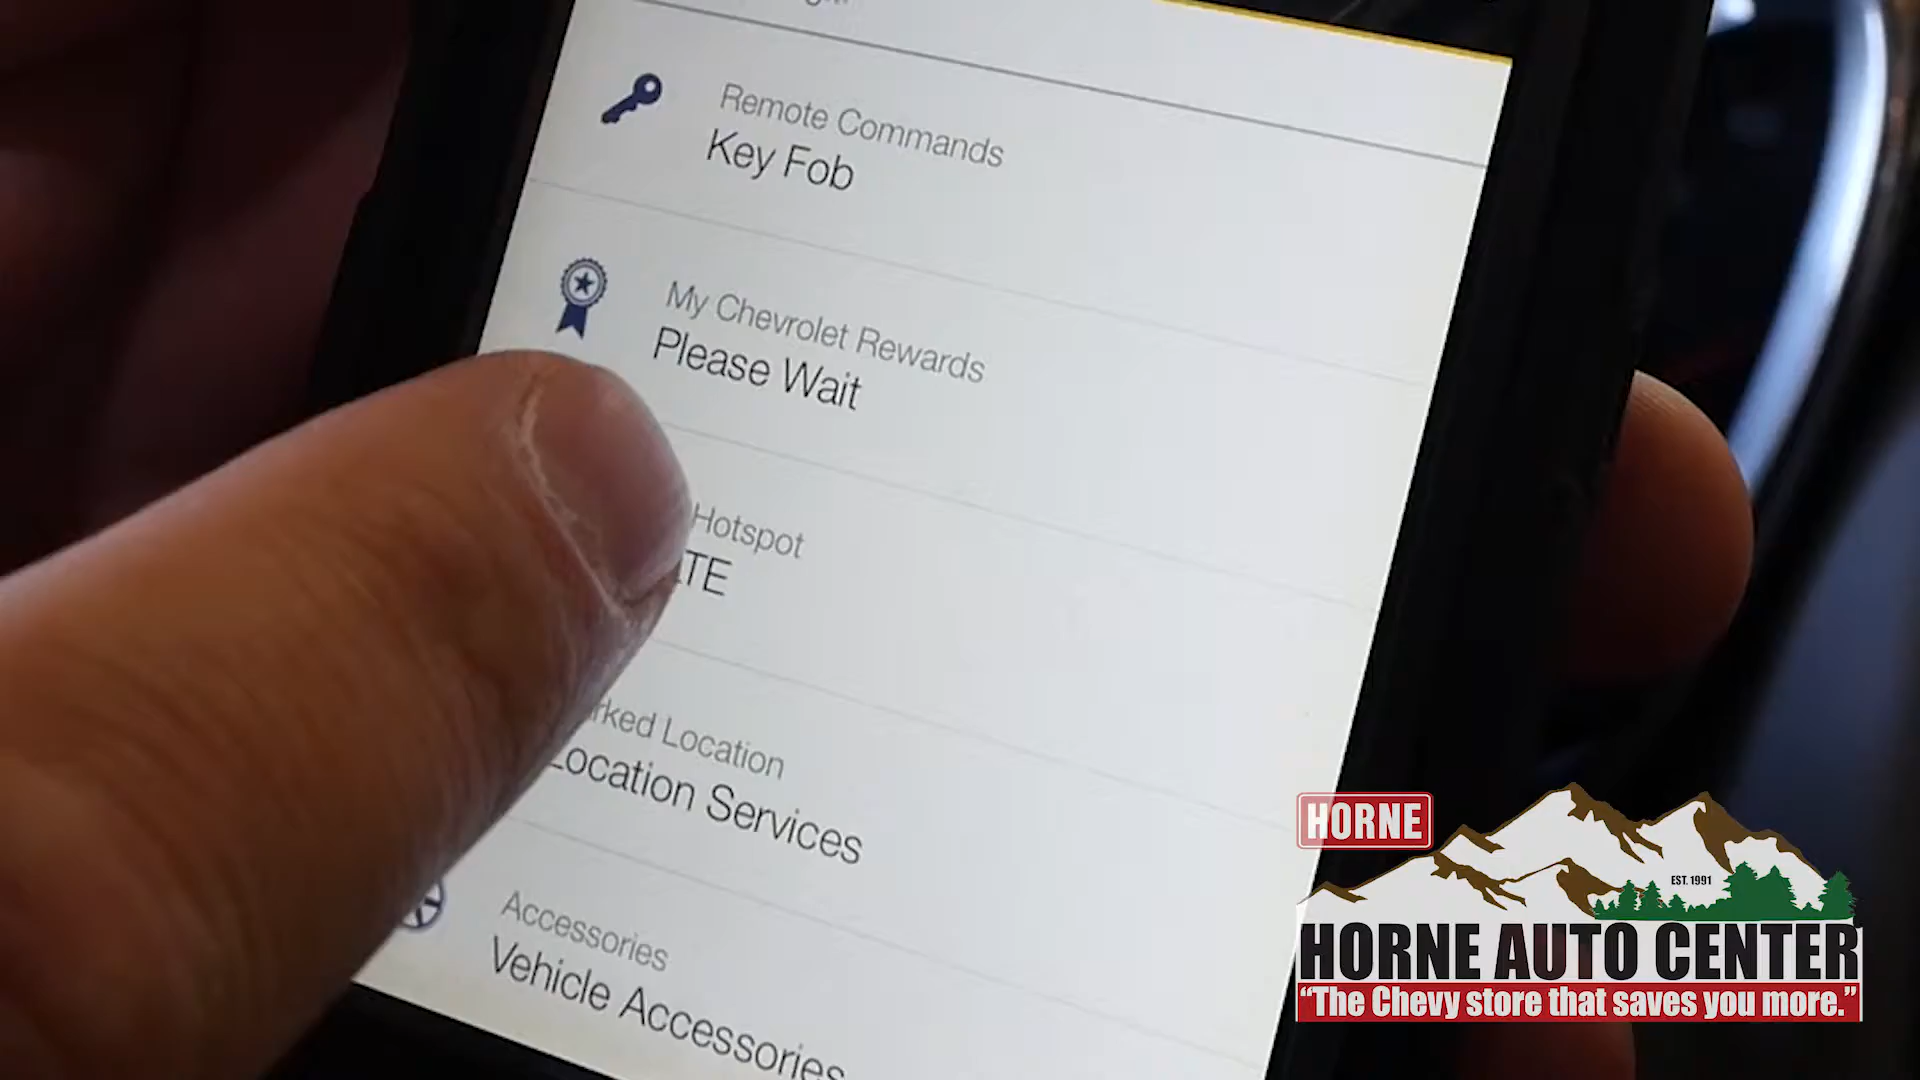 Remote Commands
Key Fob
My Chevrolet Rewards
Please Wait
Hotspot
Location
Location Services
Accessories
Vehicle Accessories
HORNE
EST. 1991
HORNE AUTO CENTER
“The Chevy store that saves you more.”